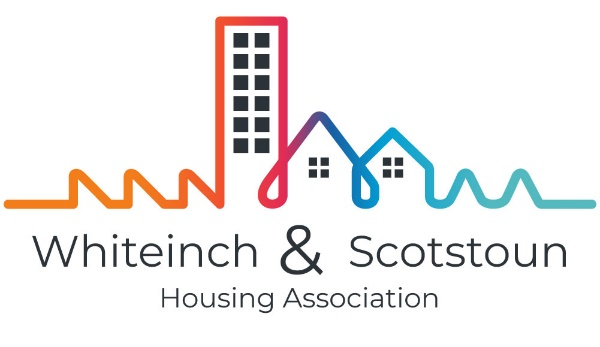 Whiteinch & Scotstoun
Housing Association